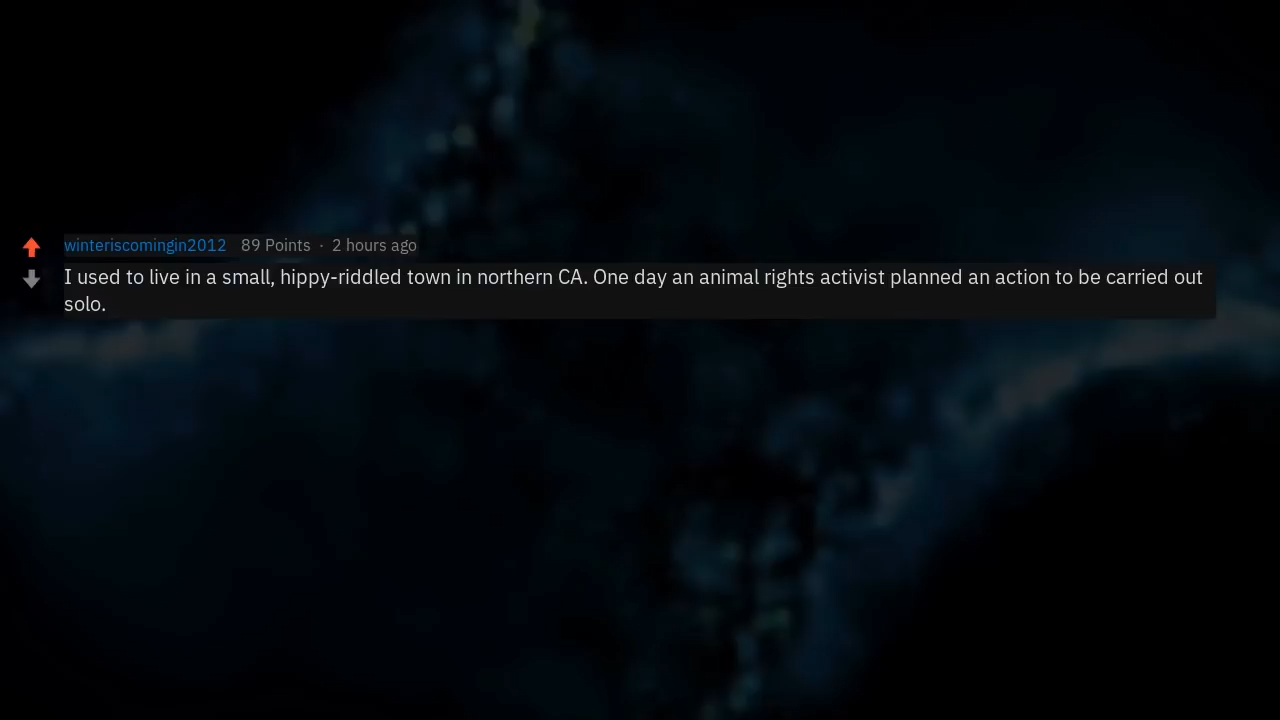 winteriscomingin2012 89 Points · 2 hours ago
I used to live in a small, hippy-riddled town in northern CA. One day an animal rights activist planned an action to be carried out
solo.